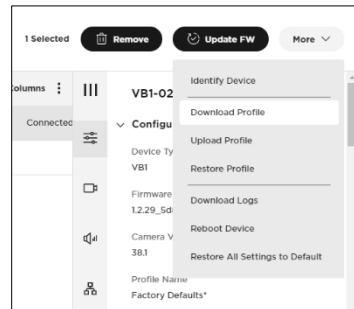 1 Selected
Remove
Update FW
More
Columns
VB1-02
Identify Device
Connected
Configu
Download Profile
Device Ty
VB1
Upload Profile
Restore Profile
Firmware
1.2.29_5d
Download Logs
Camera V
38.1
Reboot Device
Restore All Settings to Default
Profile Name
Factory Defaults*